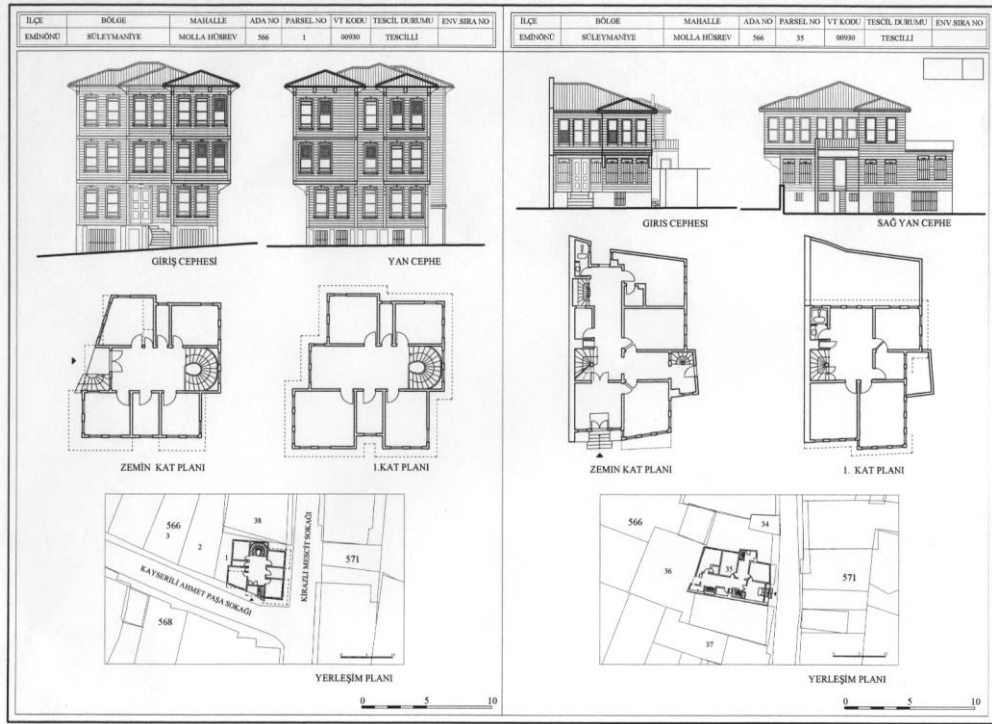 İLÇE BÖLGE MAHALLE ADA NO PARSEL NO VT KODU TESCİL DURUMU ENV.SIRA NO
EMİNÖNÜ SÜLEYMANİYE MOLLA HÜSREV 566 1 00930 TESCİLLİ
GİRİŞ CEPHESİ YAN CEPHE
ZEMİN KAT PLANI 1.KAT PLANI
566
3
2
1
38
571
568
KAYSERİLİ AHMET PAŞA SOKAĞI
KİRAZLI MESCİT SOKAĞI
YERLEŞİM PLANI
0 5 10
İLÇE BÖLGE MAHALLE ADA NO PARSEL NO VT KODU TESCİL DURUMU ENV.SIRA NO
EMİNÖNÜ SÜLEYMANİYE MOLLA HÜSREV 566 35 00930 TESCİLLİ
GIRIS CEPHESI SAĞ YAN CEPHE
ZEMIN KAT PLANI 1. KAT PLANI
566
34
36
35
571
37
YERLEŞİM PLANI
0 5 10